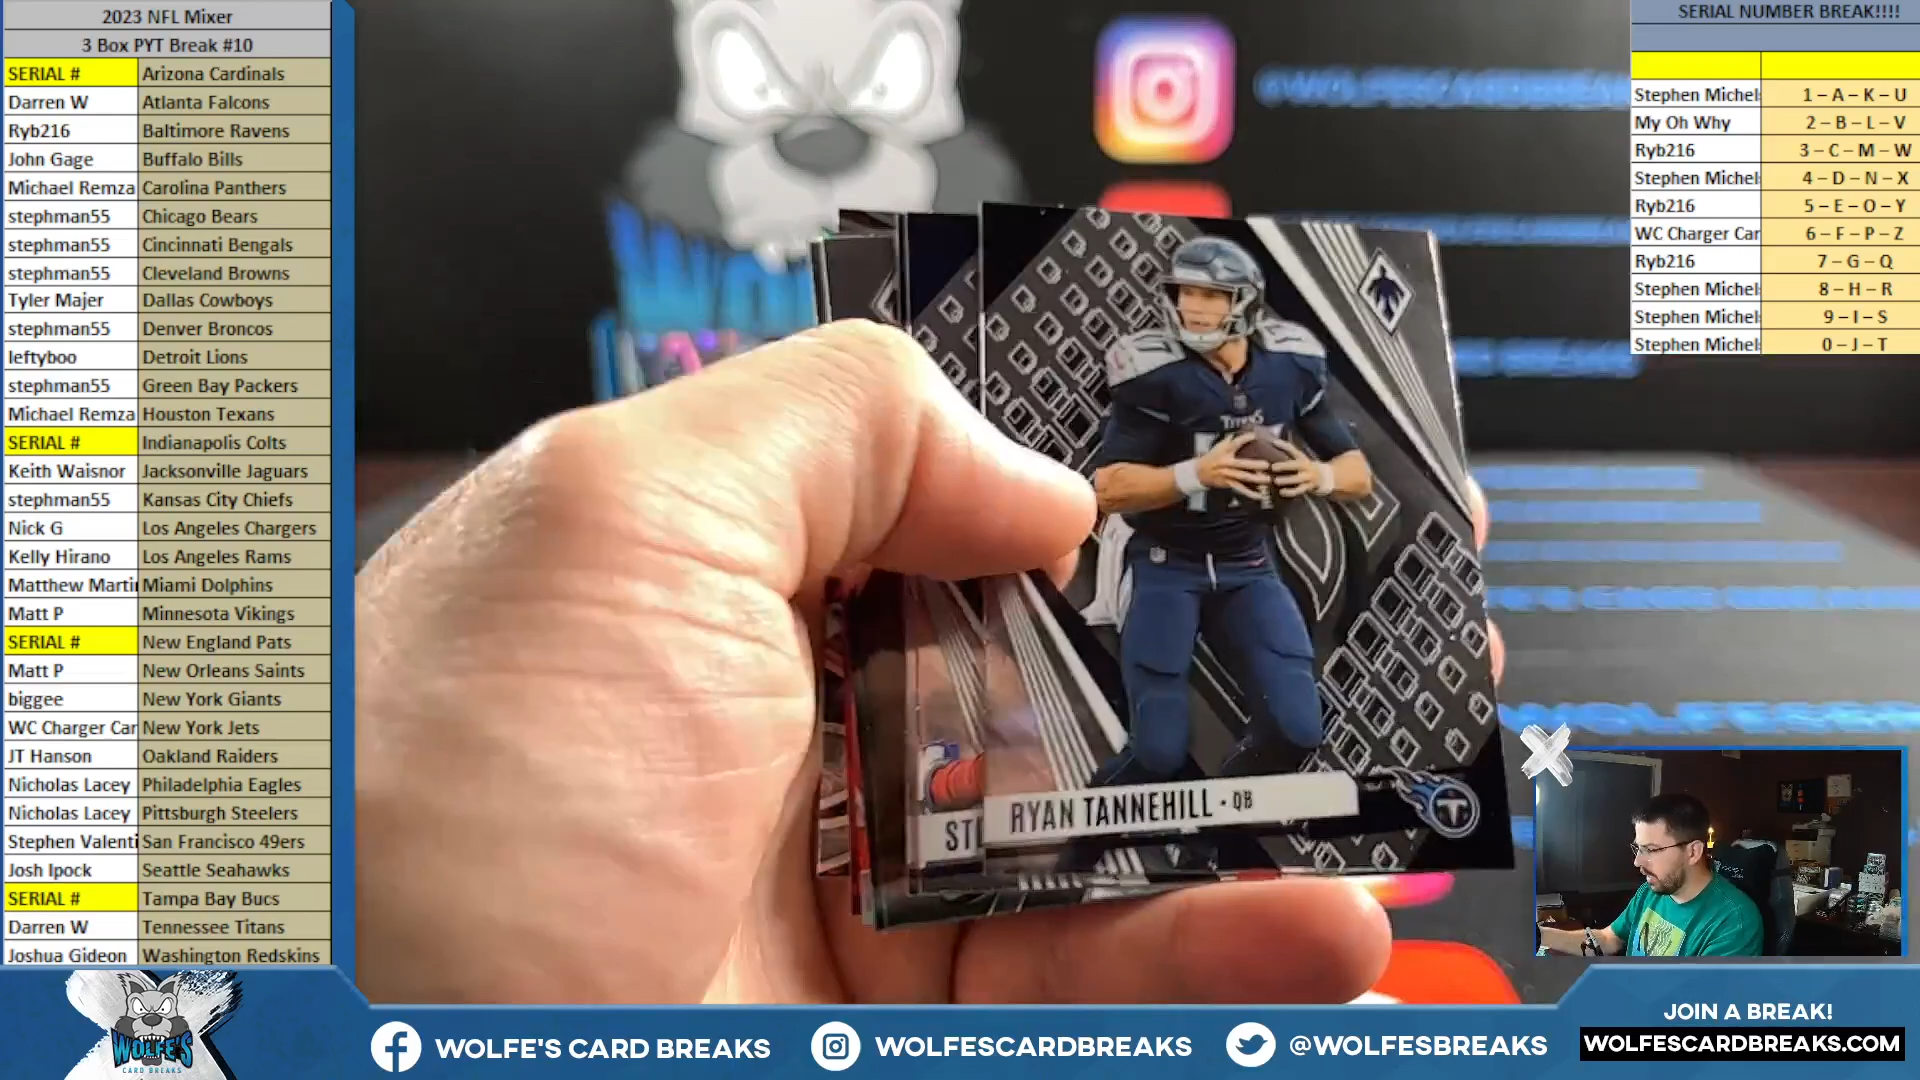 2023 NFL Mixer
3 Box PYT Break #10
SERIAL # Arizona Cardinals
Darren W Atlanta Falcons
Ryb216 Baltimore Ravens
John Gage Buffalo Bills
Michael Remza Carolina Panthers
stephman55 Chicago Bears
stephman55 Cincinnati Bengals
stephman55 Cleveland Browns
Tyler Majer Dallas Cowboys
stephman55 Denver Broncos
leftyboo Detroit Lions
stephman55 Green Bay Packers
Michael Remza Houston Texans
SERIAL # Indianapolis Colts
Keith Waisnor Jacksonville Jaguars
stephman55 Kansas City Chiefs
Nick G Los Angeles Chargers
Kelly Hirano Los Angeles Rams
Matthew Marti Miami Dolphins
Matt P Minnesota Vikings
SERIAL # New England Pats
Matt P New Orleans Saints
biggee New York Giants
WC Charger Car New York Jets
JT Hanson Oakland Raiders
Nicholas Lacey Philadelphia Eagles
Nicholas Lacey Pittsburgh Steelers
Stephen Valenti San Francisco 49ers
Josh Ipock Seattle Seahawks
SERIAL # Tampa Bay Bucs
Darren W Tennessee Titans
Joshua Gideon Washington Redskins
SERIAL NUMBER BREAK!!!!
Stephen Michel 1 – A – K – U
My Oh Why 2 – B – L – V
Ryb216 3 – C – M – W
Stephen Michel 4 – D – N – X
Ryb216 5 – E – O – Y
WC Charger Car 6 – F – P – Z
Ryb216 7 – G – Q
Stephen Michel 8 – H – R
Stephen Michel 9 – I – S
Stephen Michel 0 – J – T
@WOLFESCARDBREAK
TITANS
STE
RYAN TANNEHILL • QB
T
WOLFE'S
CARD BREAKS
WOLFE'S CARD BREAKS
WOLFESCARDBREAKS
@WOLFESBREAKS
JOIN A BREAK!
WOLFESCARDBREAKS.COM